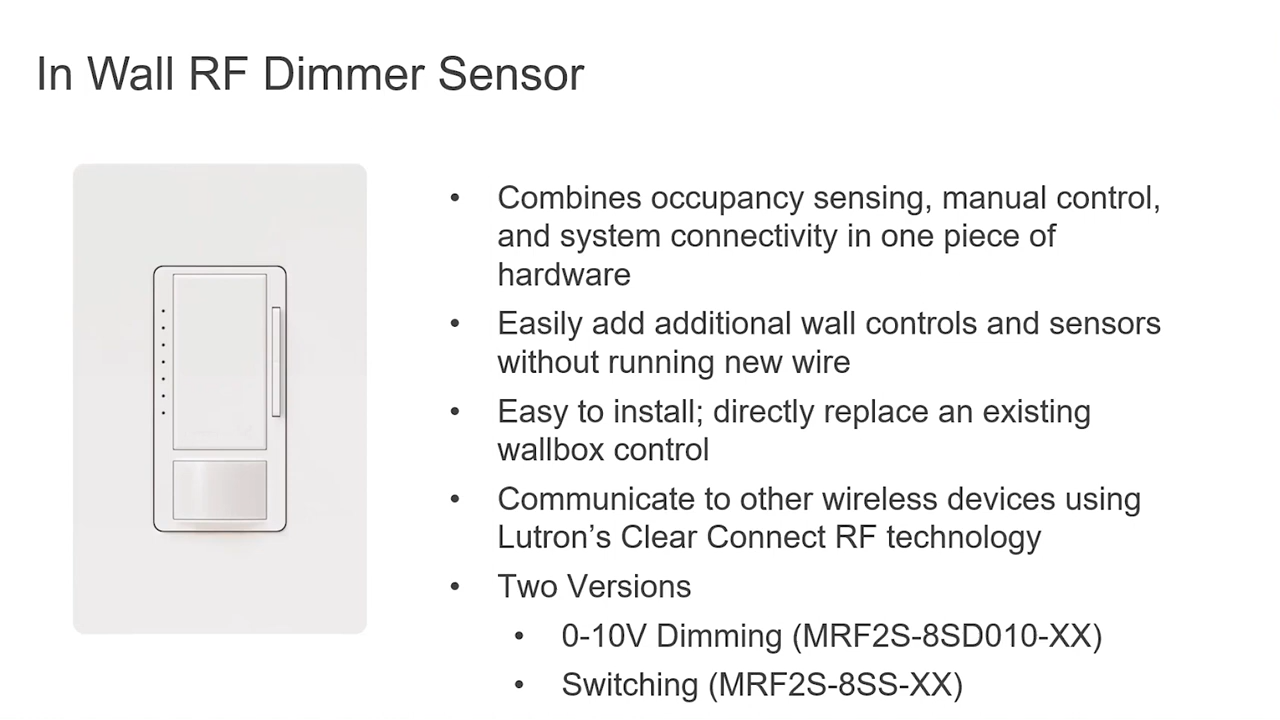 In Wall RF Dimmer Sensor
• Combines occupancy sensing, manual control,
and system connectivity in one piece of
hardware
• Easily add additional wall controls and sensors
without running new wire
• Easy to install; directly replace an existing
wallbox control
• Communicate to other wireless devices using
Lutron’s Clear Connect RF technology
• Two Versions
• 0-10V Dimming (MRF2S-8SD010-XX)
• Switching (MRF2S-8SS-XX)